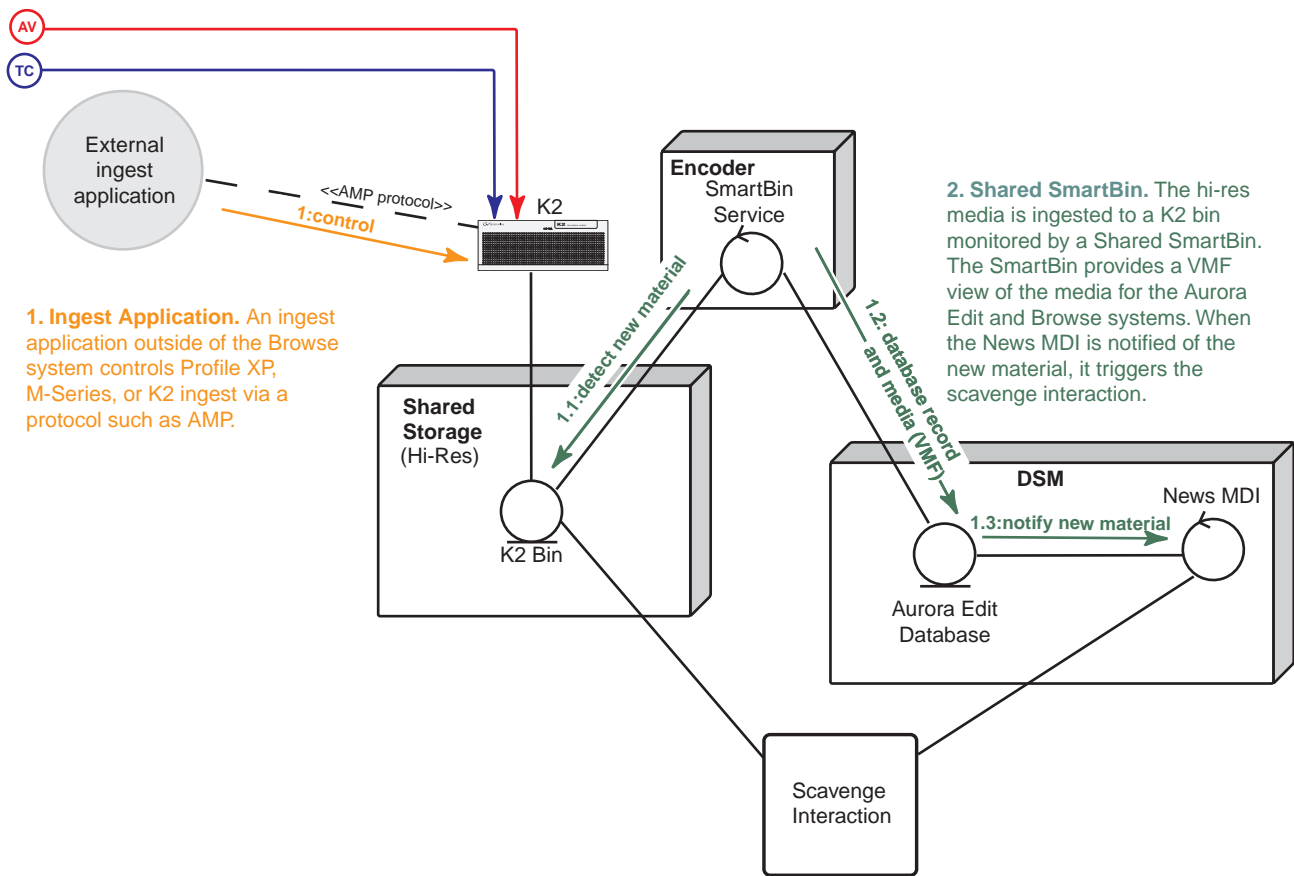 AV
TC
External
ingest
application
<<AMP protocol>>
1:control
K2
K2
Encoder
SmartBin
Service
2. Shared SmartBin. The hi-res
media is ingested to a K2 bin
monitored by a Shared SmartBin.
The SmartBin provides a VMF
view of the media for the Aurora
Edit and Browse systems. When
the News MDI is notified of the
new material, it triggers the
scavenge interaction.
1. Ingest Application. An ingest
application outside of the Browse
system controls Profile XP,
M-Series, or K2 ingest via a
protocol such as AMP.
1.1:detect new material
1.2: database record
and media (VMF)
Shared
Storage
(Hi-Res)
K2 Bin
DSM
News MDI
1.3:notify new material
Aurora Edit
Database
Scavenge
Interaction